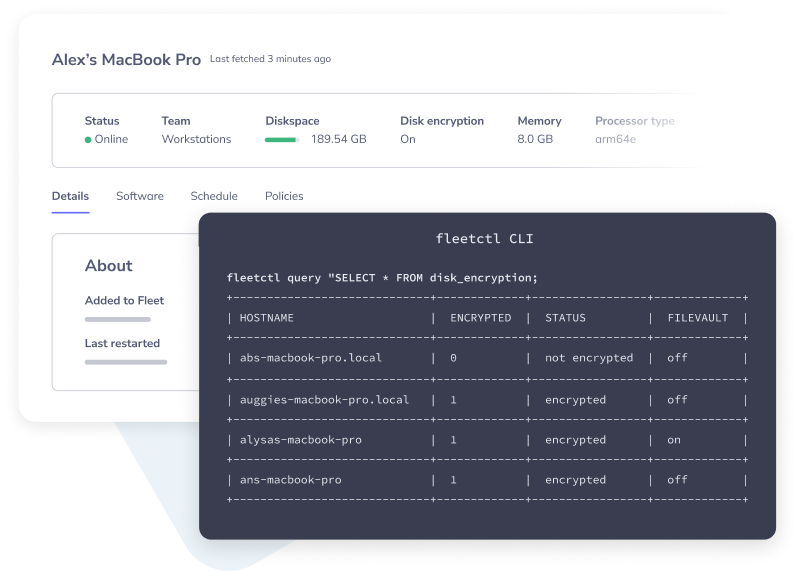 Alex’s MacBook Pro Last fetched 3 minutes ago
Status Team Diskspace Disk encryption Memory Processor type
Online Workstations 189.54 GB On 8.0 GB arm64e
Details Software Schedule Policies
About
Added to Fleet
Last restarted
fleetctl CLI
fleetctl query "SELECT * FROM disk_encryption;
+-----------------------------+-------------+-----------------+-------------+
| HOSTNAME | ENCRYPTED | STATUS | FILEVAULT |
+-----------------------------+-------------+-----------------+-------------+
| abs-macbook-pro.local | 0 | not encrypted | off |
+-----------------------------+-------------+-----------------+-------------+
| auggies-macbook-pro.local | 1 | encrypted | off |
+-----------------------------+-------------+-----------------+-------------+
| alysas-macbook-pro | 1 | encrypted | on |
+-----------------------------+-------------+-----------------+-------------+
| ans-macbook-pro | 1 | encrypted | off |
+-----------------------------+-------------+-----------------+-------------+